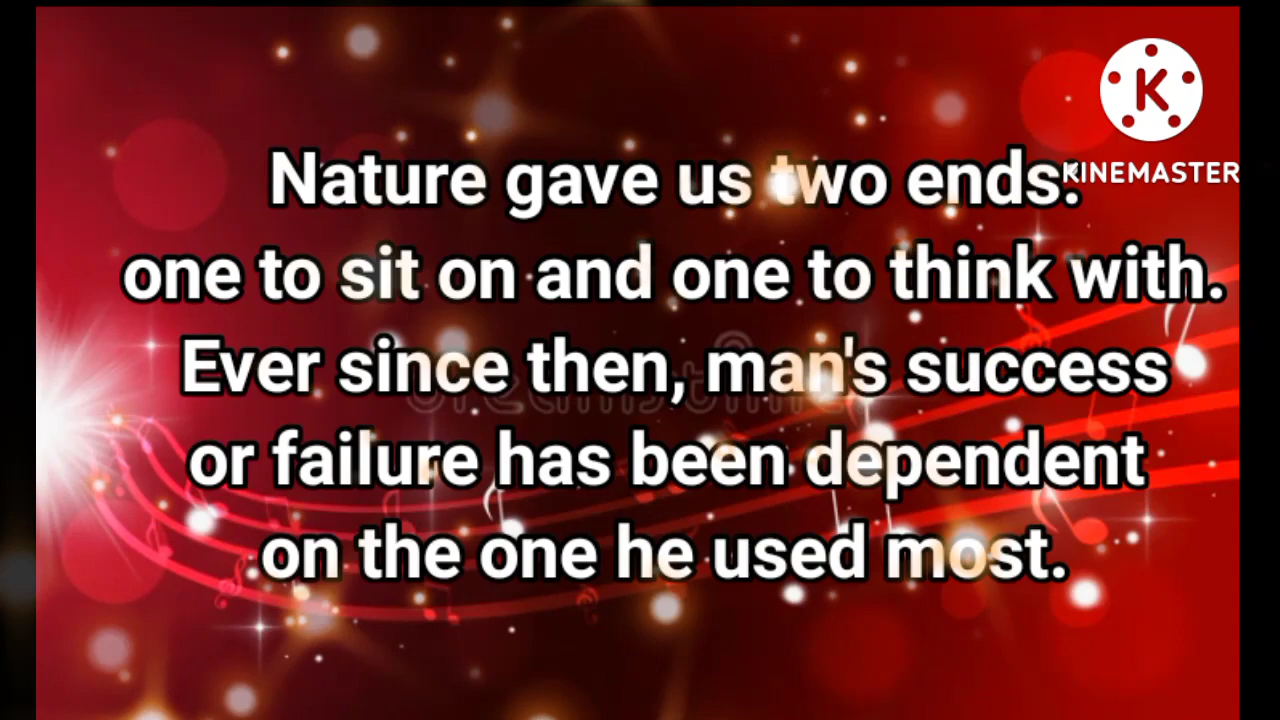 K
KINEMASTER
Nature gave us two ends.
one to sit on and one to think with.
Ever since then, man's success
or failure has been dependent
on the one he used most.
dreamstime